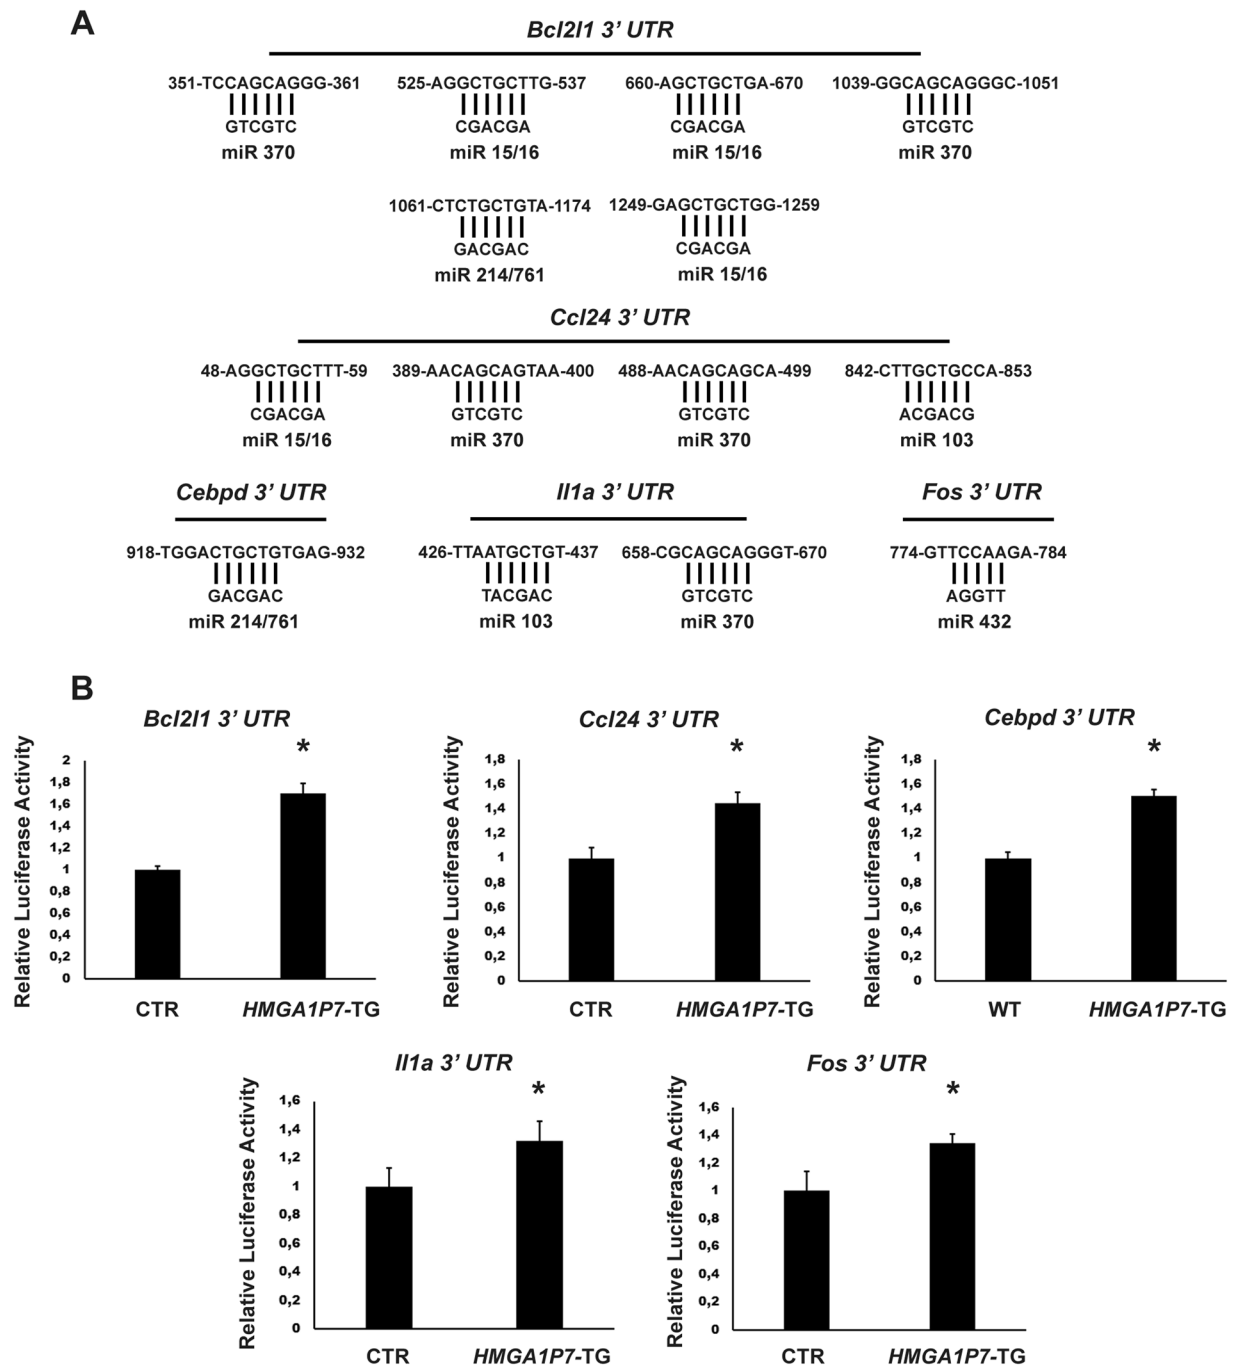 A
Bcl2l1 3’ UTR
351-TCCAGCAGGG-361 525-AGGCTGCTTG-537 660-AGCTGCTGA-670 1039-GGCAGCAGGGC-1051
GTCGTC CGACGA CGACGA GTCGTC
miR 370 miR 15/16 miR 15/16 miR 370
1061-CTCTGCTGTA-1174 1249-GAGCTGCTGG-1259
GACGAC CGACGA
miR 214/761 miR 15/16
Ccl24 3’ UTR
48-AGGCTGCTTT-59 389-AACAGCAGTAA-400 488-AACAGCAGCA-499 842-CTTGCTGCCA-853
CGACGA GTCGTC GTCGTC ACGACG
miR 15/16 miR 370 miR 370 miR 103
Cebpd 3’ UTR Il1a 3’ UTR Fos 3’ UTR
918-TGGACTGCTGTGAG-932 426-TTAATGCTGT-437 658-CGCAGCAGGGT-670 774-GTTCCAAGA-784
GACGAC TACGAC GTCGTC AGGTT
miR 214/761 miR 103 miR 370 miR 432
B
Bcl2l1 3’ UTR
Relative Luciferase Activity
2
1,8
1,6
1,4
1,2
1
0,8
0,6
0,4
0,2
0
*
CTR HMGA1P7-TG
Ccl24 3’ UTR
Relative Luciferase Activity
1,8
1,6
1,4
1,2
1
0,8
0,6
0,4
0,2
0
*
CTR HMGA1P7-TG
Cebpd 3’ UTR
Relative Luciferase Activity
1,8
1,6
1,4
1,2
1
0,8
0,6
0,4
0,2
0
*
WT HMGA1P7-TG
Il1a 3’ UTR
Relative Luciferase Activity
1,6
1,4
1,2
1
0,8
0,6
0,4
0,2
0
*
CTR HMGA1P7-TG
Fos 3’ UTR
Relative Luciferase Activity
1,6
1,4
1,2
1
0,8
0,6
0,4
0,2
0
*
CTR HMGA1P7-TG